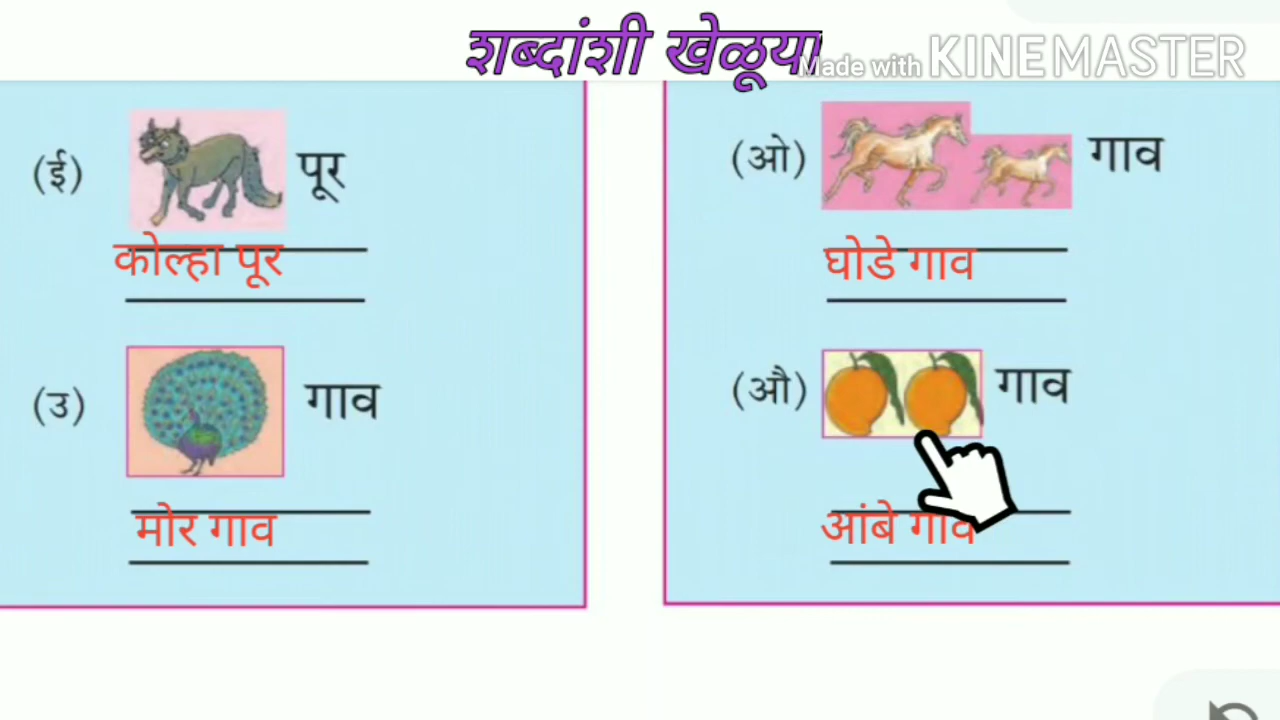 शब्दांशी खेळूया
Made with KINEMASTER
(ई) पूर
कोल्हा पूर
(उ) गाव
मोर गाव
(ओ) गाव
घोडे गाव
(औ) गाव
आंबे गाव